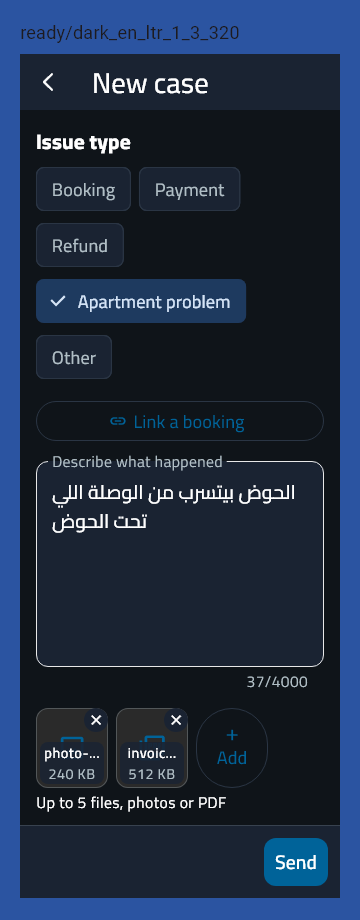 ready/dark_en_ltr_1_3_320
New case
Issue type
Booking
Payment
Refund
Apartment problem
Other
Link a booking
Describe what happened
الحوض بيتسرب من الوصلة اللي
تحت الحوض
37/4000
photo-...
240 KB
invoic...
512 KB
+
Add
Up to 5 files, photos or PDF
Send